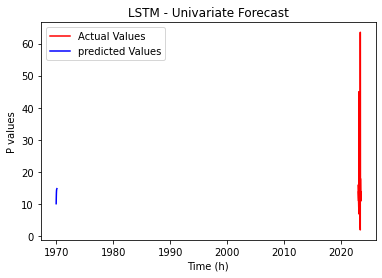 LSTM - Univariate Forecast
Actual Values
predicted Values
60
50
40
30
20
10
0
P values
1970 1980 1990 2000 2010 2020
Time (h)